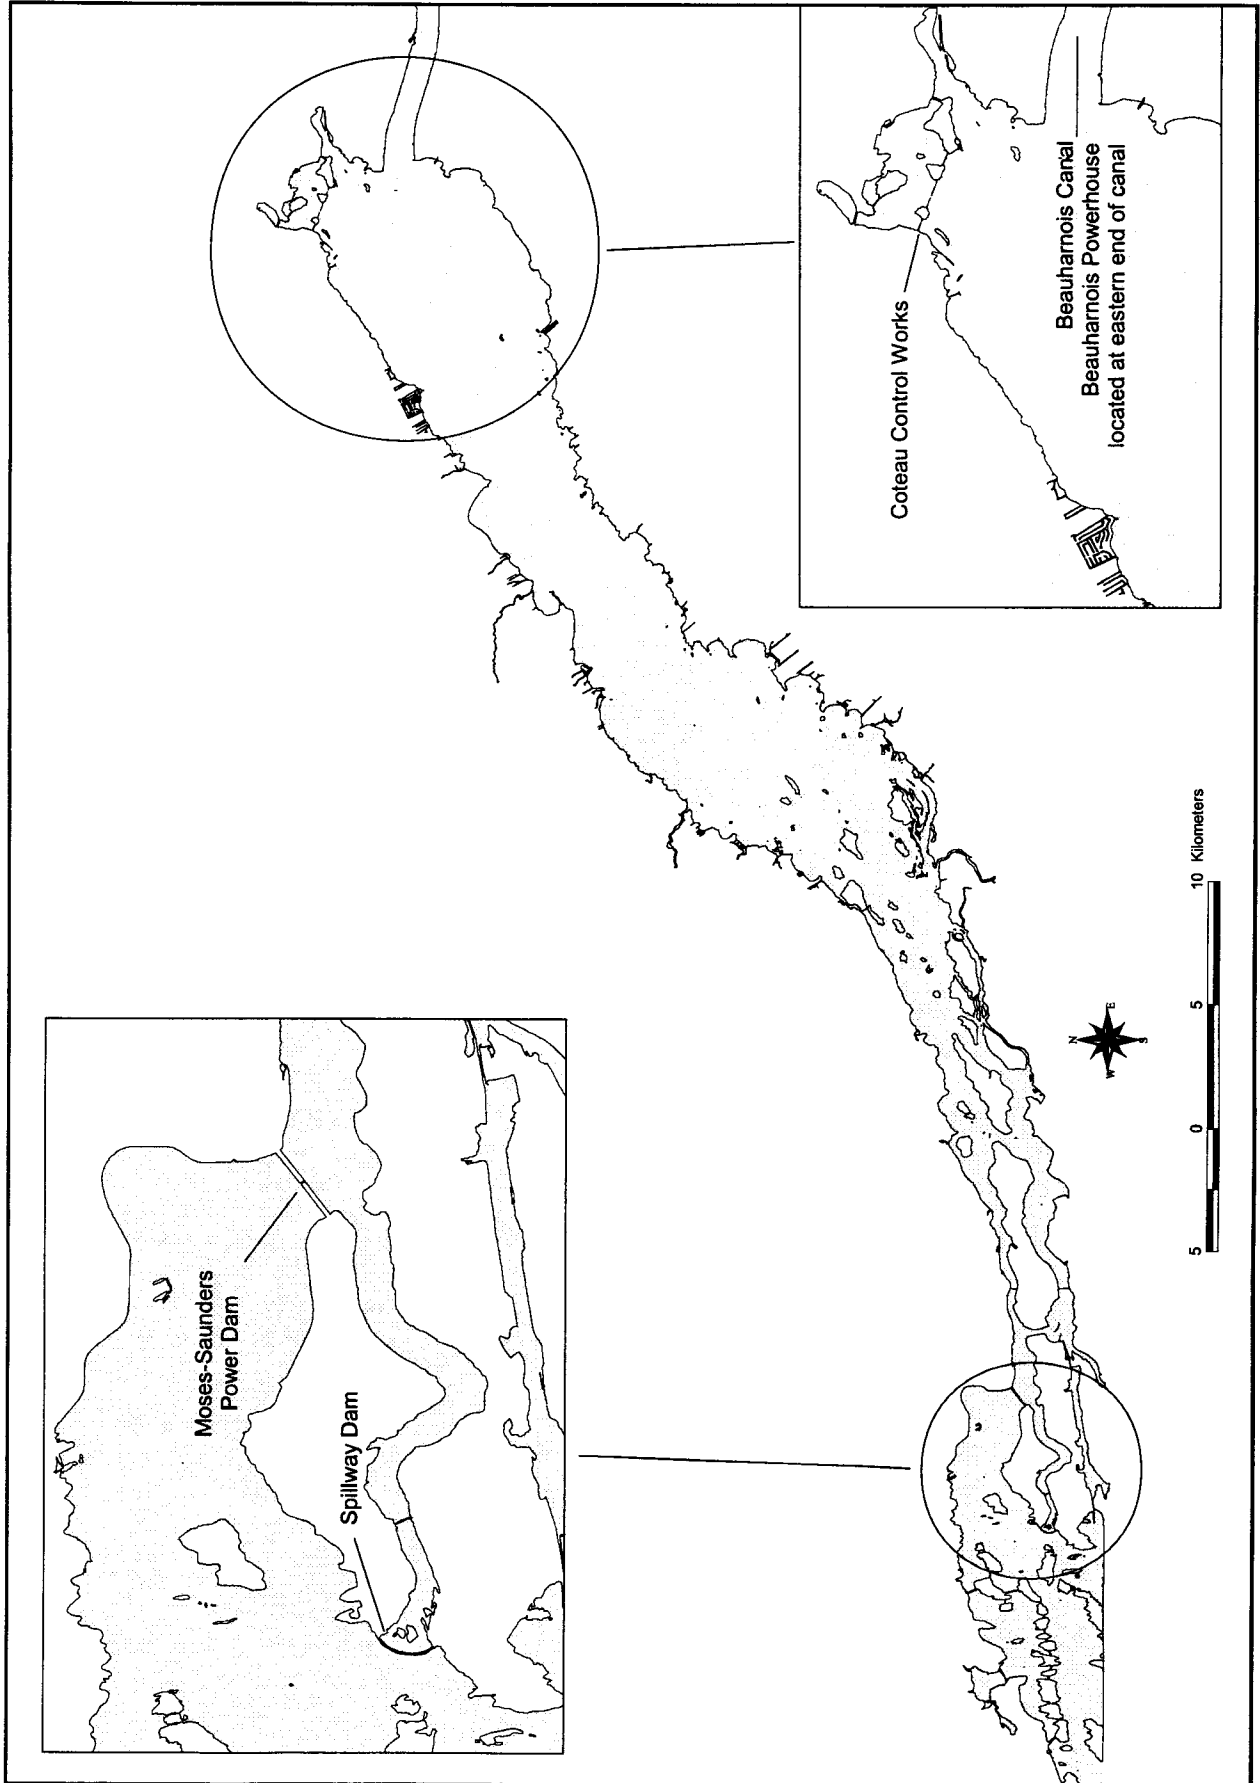 Moses-Saunders
Power Dam
Spillway Dam
Coteau Control Works
Beauharnois Canal
Beauharnois Powerhouse
located at eastern end of canal
N
W
E
S
5
0
5
10 Kilometers